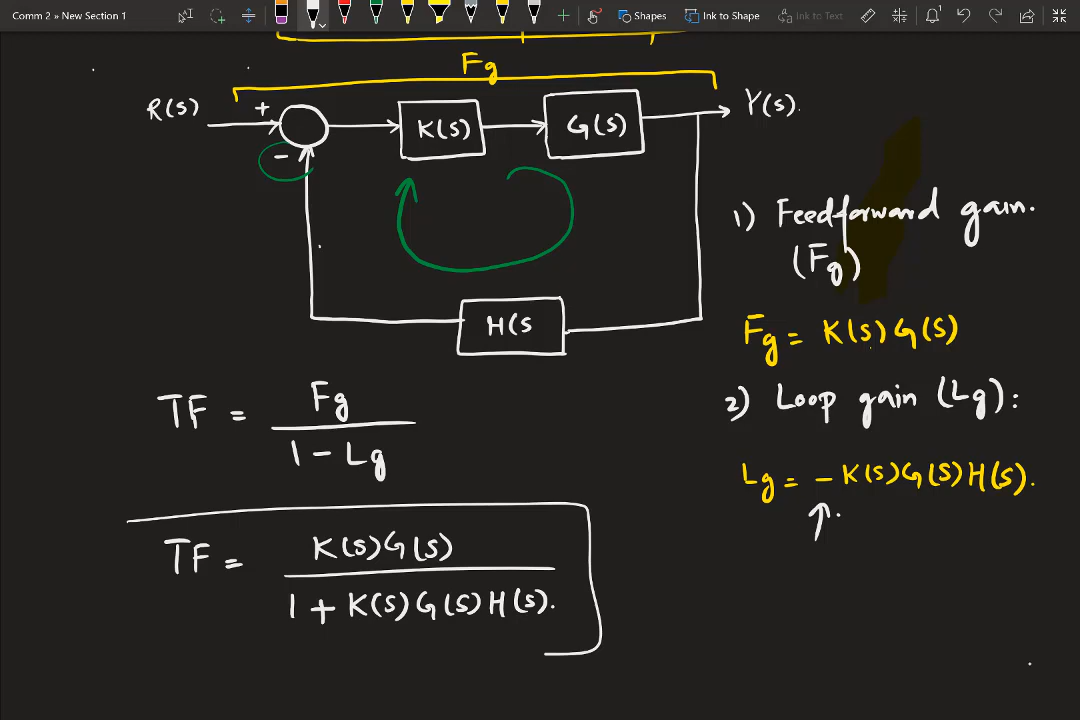 Comm 2 » New Section 1
Shapes
Ink to Shape
Ink to Text
Fg
R(s)
+
K(s)
G(s)
Y(s).
-
H(s
1) Feedforward gain.
(Fg)
Fg = K(s)G(s)
2) Loop gain (Lg):
Lg = - K(s)G(s)H(s).
TF = Fg
1 - Lg
TF = K(s)G(s)
1 + K(s)G(s)H(s).